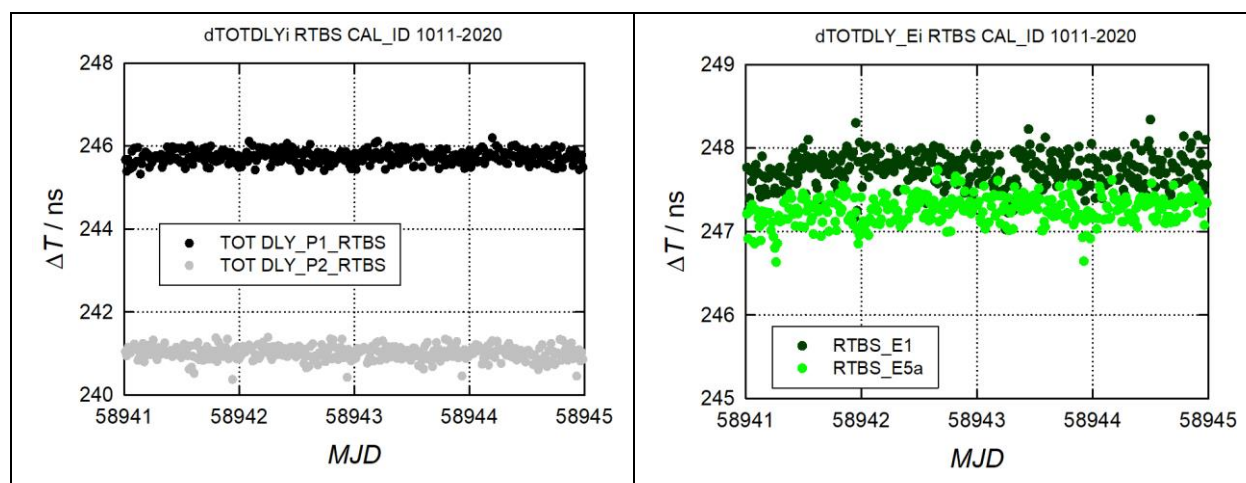 dTOTDLYi RTBS CAL_ID 1011-2020
248
246
244
242
240
ΔT / ns
TOT DLY_P1_RTBS
TOT DLY_P2_RTBS
58941 58942 58943 58944 58945
MJD
dTOTDLY_Ei RTBS CAL_ID 1011-2020
249
248
247
246
245
ΔT / ns
RTBS_E1
RTBS_E5a
58941 58942 58943 58944 58945
MJD